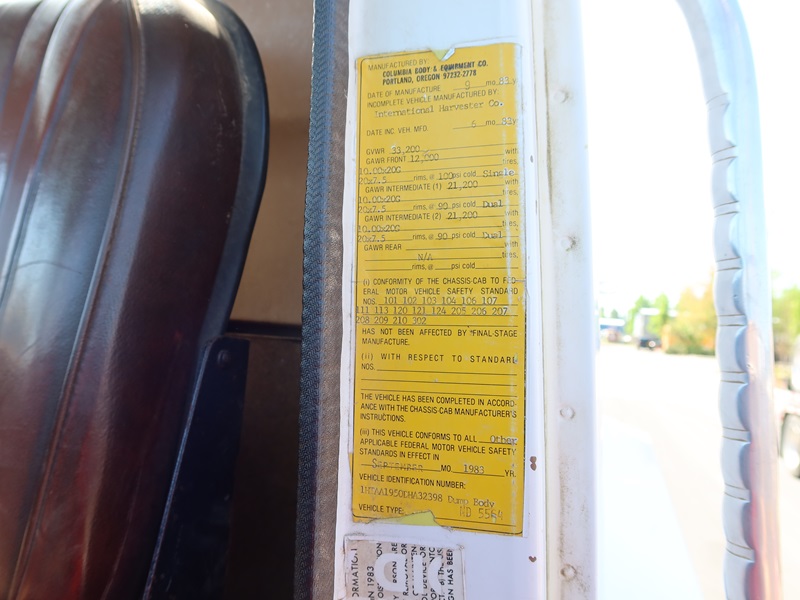 MANUFACTURED BY:
COLUMBIA BODY & EQUIPMENT CO.
PORTLAND, OREGON 97232-2778
DATE OF MANUFACTURE 9 mo. 83 y
INCOMPLETE VEHICLE MANUFACTURED BY:
International Harvester Co.
DATE INC. VEH. MFD. 6 mo. 82 y
GVWR 33,200 with
GAWR FRONT 12,000 tires,
10.00x20G
20x7.5 rims, @ 100 psi cold Single
GAWR INTERMEDIATE (1) 21,200 with
10.00x20G tires,
20x7.5 rims, @ 90 psi cold Dual
GAWR INTERMEDIATE (2) 21,200 with
10.00x20G tires,
20x7.5 rims, @ 90 psi cold Dual
GAWR REAR with
N/A tires,
rims, @ psi cold
(i) CONFORMITY OF THE CHASSIS-CAB TO FED-
ERAL MOTOR VEHICLE SAFETY STANDARD
NOS. 101 102 103 104 106 107
111 113 120 121 124 205 206 207
208 209 210 302
HAS NOT BEEN AFFECTED BY FINAL-STAGE
MANUFACTURE.
(ii) WITH RESPECT TO STANDARD
NOS.
THE VEHICLE HAS BEEN COMPLETED IN ACCORD-
ANCE WITH THE CHASSIS-CAB MANUFACTURER'S
INSTRUCTIONS.
(iii) THIS VEHICLE CONFORMS TO ALL Other
APPLICABLE FEDERAL MOTOR VEHICLE SAFETY
STANDARDS IN EFFECT IN
SEPTEMBER MO 1983 YR.
VEHICLE IDENTIFICATION NUMBER:
1HTAA1950CHA32398 Dump Body
VEHICLE TYPE: